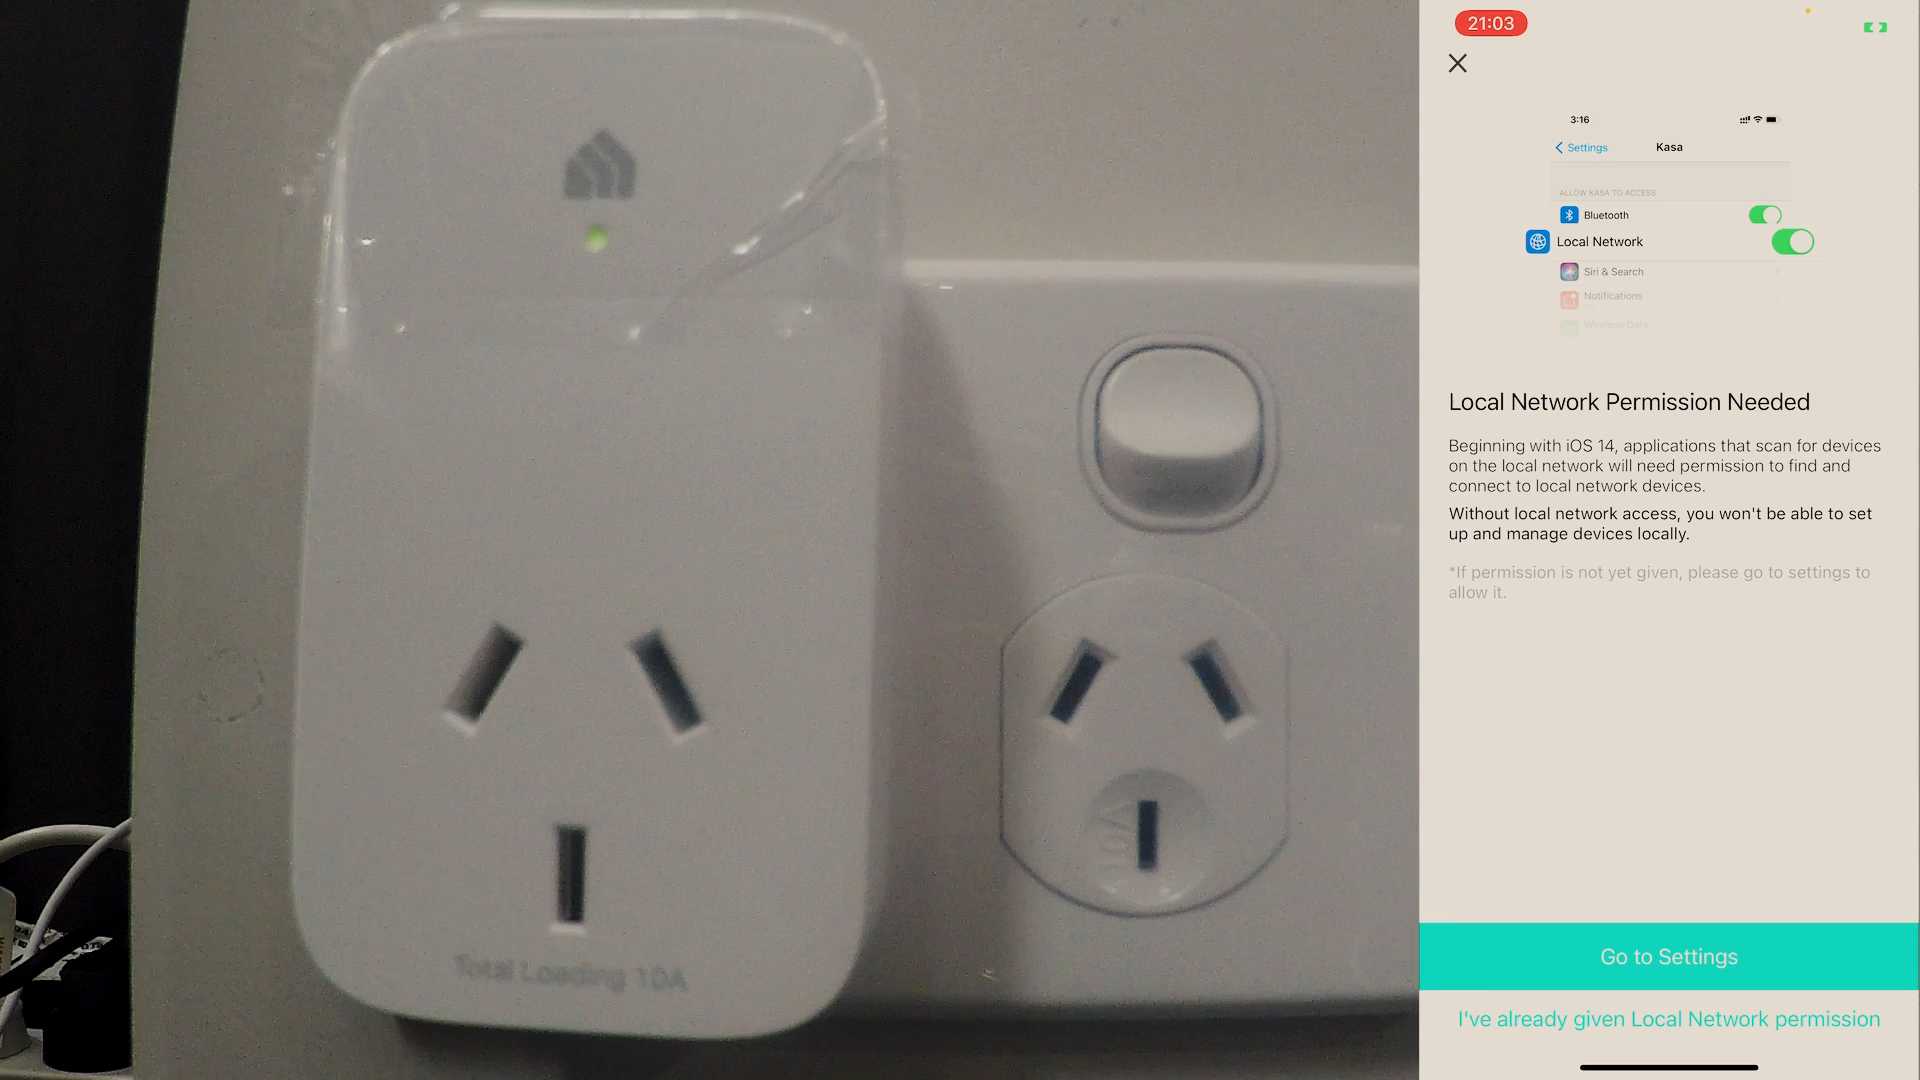 Total Loading 10A
21:03
3:16
Settings
Kasa
ALLOW KASA TO ACCESS
Bluetooth
Local Network
Siri & Search
Notifications
Wireless Data
Local Network Permission Needed
Beginning with iOS 14, applications that scan for devices
on the local network will need permission to find and
connect to local network devices.
Without local network access, you won't be able to set
up and manage devices locally.
*If permission is not yet given, please go to settings to
allow it.
Go to Settings
I've already given Local Network permission